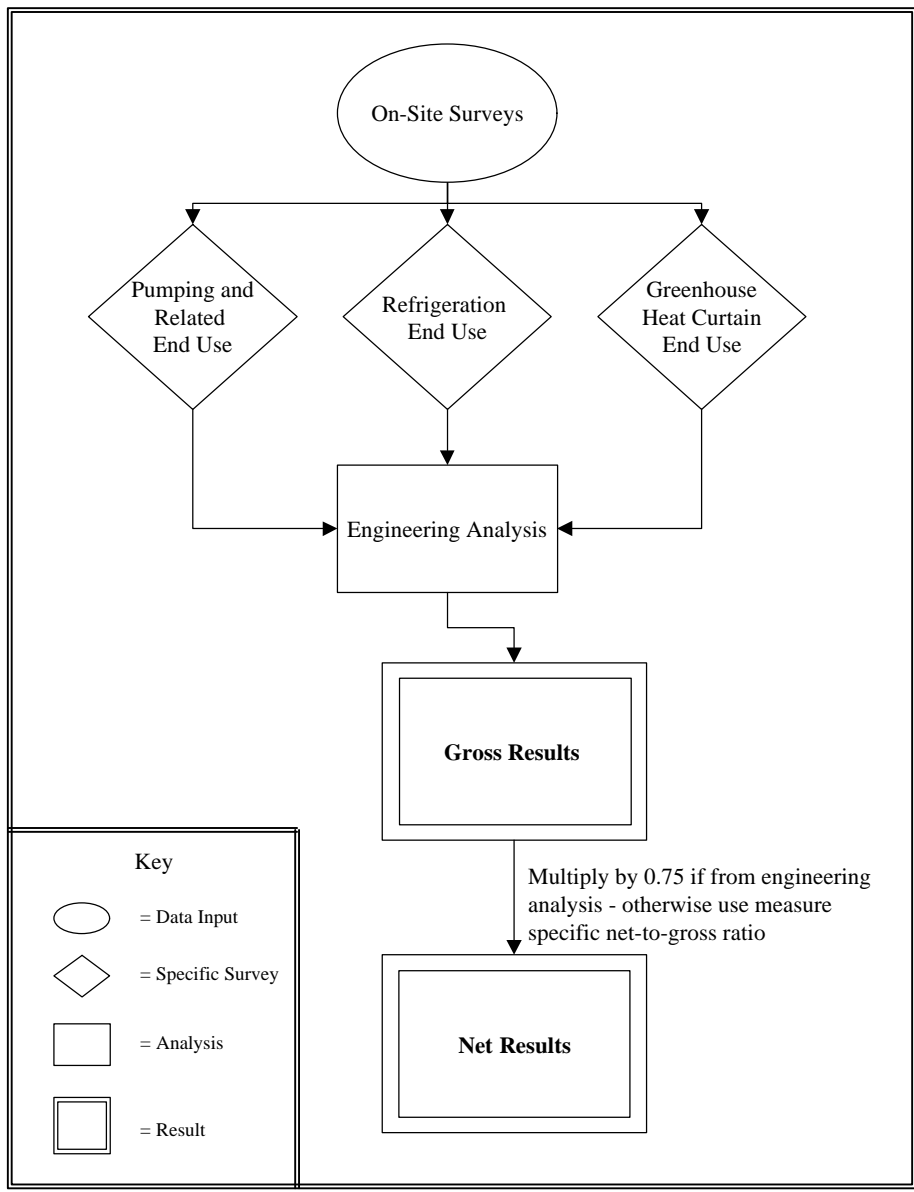 On-Site Surveys
Pumping and
Related
End Use
Refrigeration
End Use
Greenhouse
Heat Curtain
End Use
Engineering Analysis
Gross Results
Multiply by 0.75 if from engineering
analysis - otherwise use measure
specific net-to-gross ratio
Net Results
Key
= Data Input
= Specific Survey
= Analysis
= Result